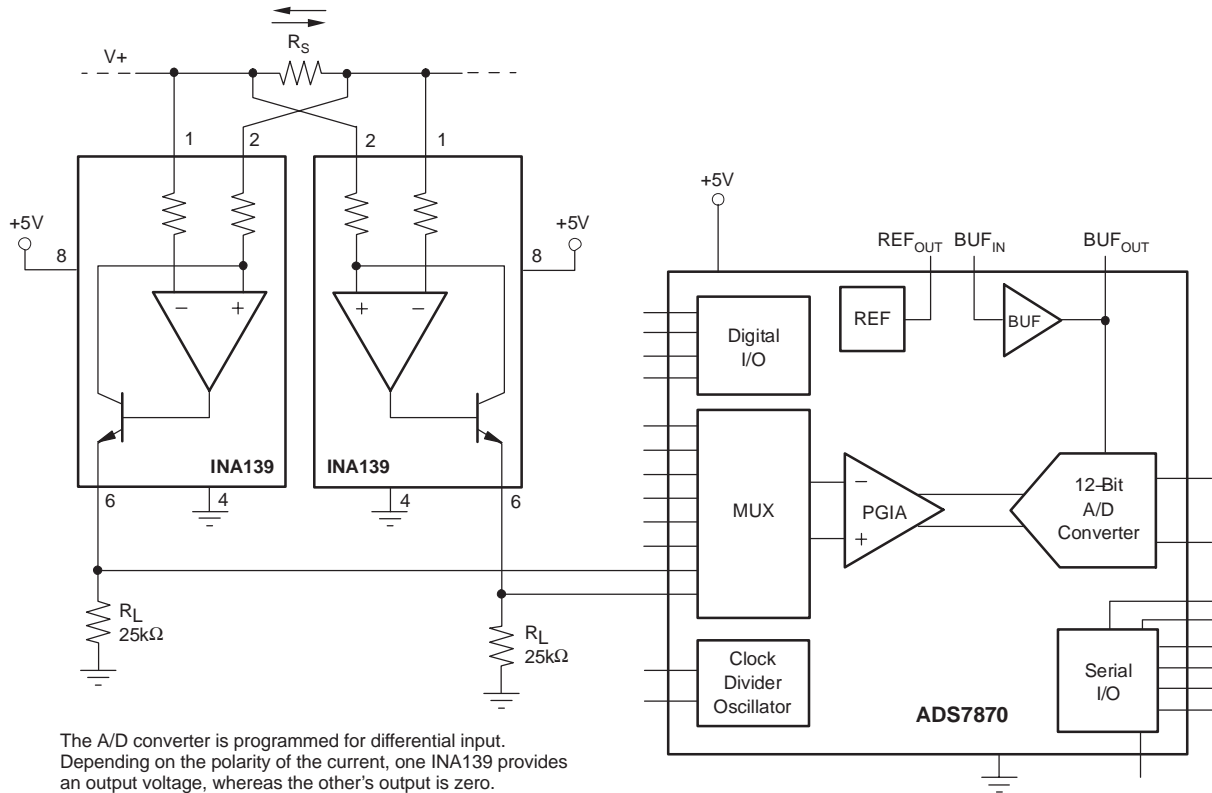 R_S
V+
1
2
2
1
+5V
8
+5V
8
−
+
+
−
INA139
INA139
6
4
4
6
R_L
25kΩ
R_L
25kΩ
+5V
REF_OUT
BUF_IN
BUF_OUT
REF
BUF
Digital
I/O
MUX
−
PGIA
+
12–Bit
A/D
Converter
Clock
Divider
Oscillator
Serial
I/O
ADS7870
The A/D converter is programmed for differential input.
Depending on the polarity of the current, one INA139 provides
an output voltage, whereas the other's output is zero.